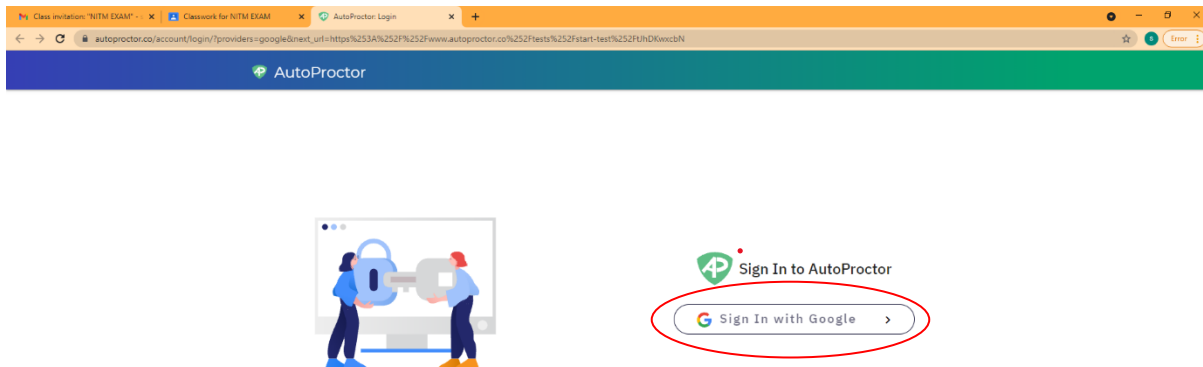 Class invitation: "NITM EXAM" -
Classwork for NITM EXAM
AutoProctor: Login
autoproctor.co/account/login/?providers=google&next_url=https%253A%252F%252Fwww.autoproctor.co%252Ftests%252Fstart-test%252FtJhDKwxcbN
Error
AutoProctor
AP
Sign In to AutoProctor
Sign In with Google